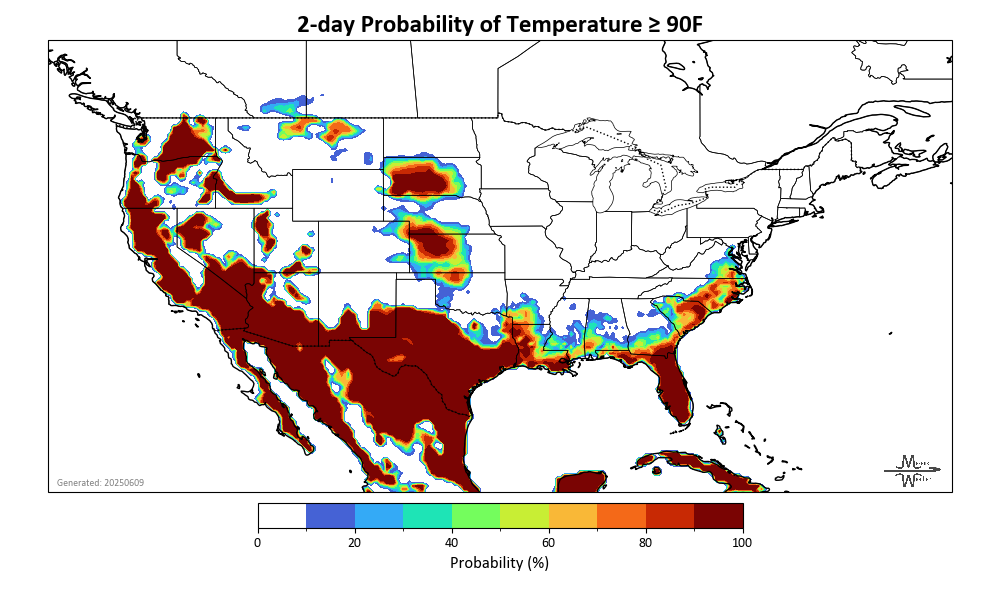 2-day Probability of Temperature ≥ 90F
Generated: 20250609
0 20 40 60 80 100
Probability (%)